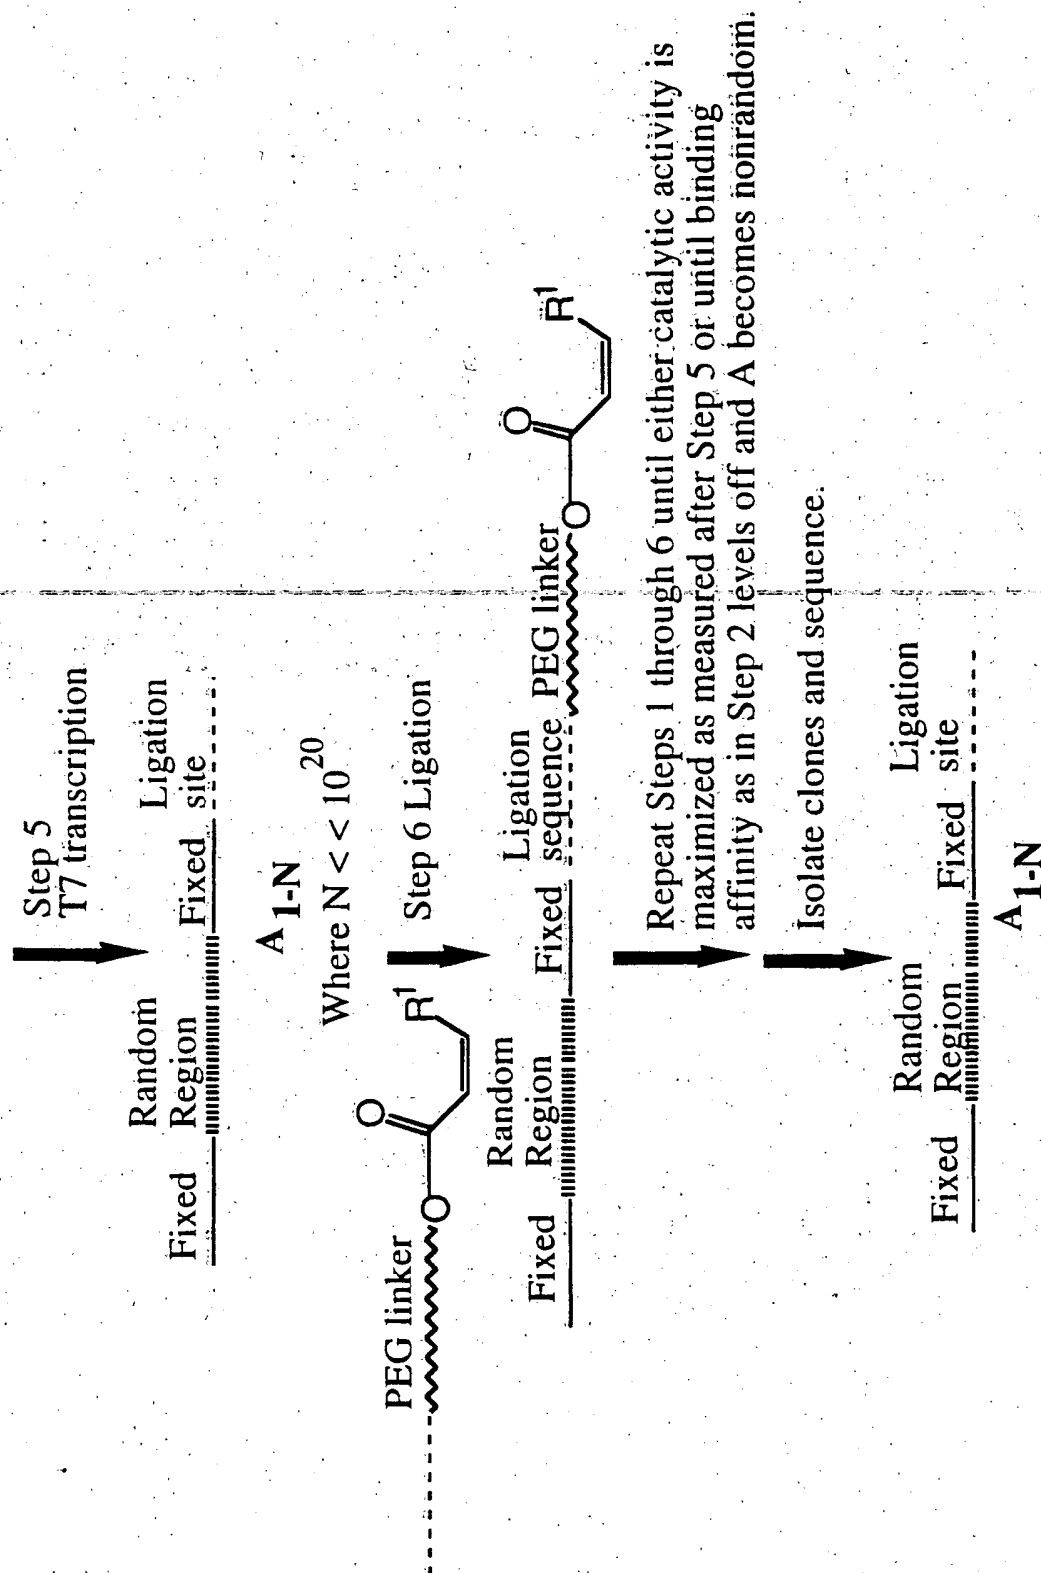 Step 5
T7 transcription
Random
Region
Ligation
site
Fixed
Fixed
A 1-N
Where N < < 10^20
PEG linker
O
O
R1
Step 6 Ligation
Random
Region
Ligation
sequence
Fixed
Fixed
PEG linker
O
O
R1
Repeat Steps 1 through 6 until either catalytic activity is
maximized as measured after Step 5 or until binding
affinity as in Step 2 levels off and A becomes nonrandom.
Isolate clones and sequence.
Random
Region
Ligation
site
Fixed
Fixed
A 1-N